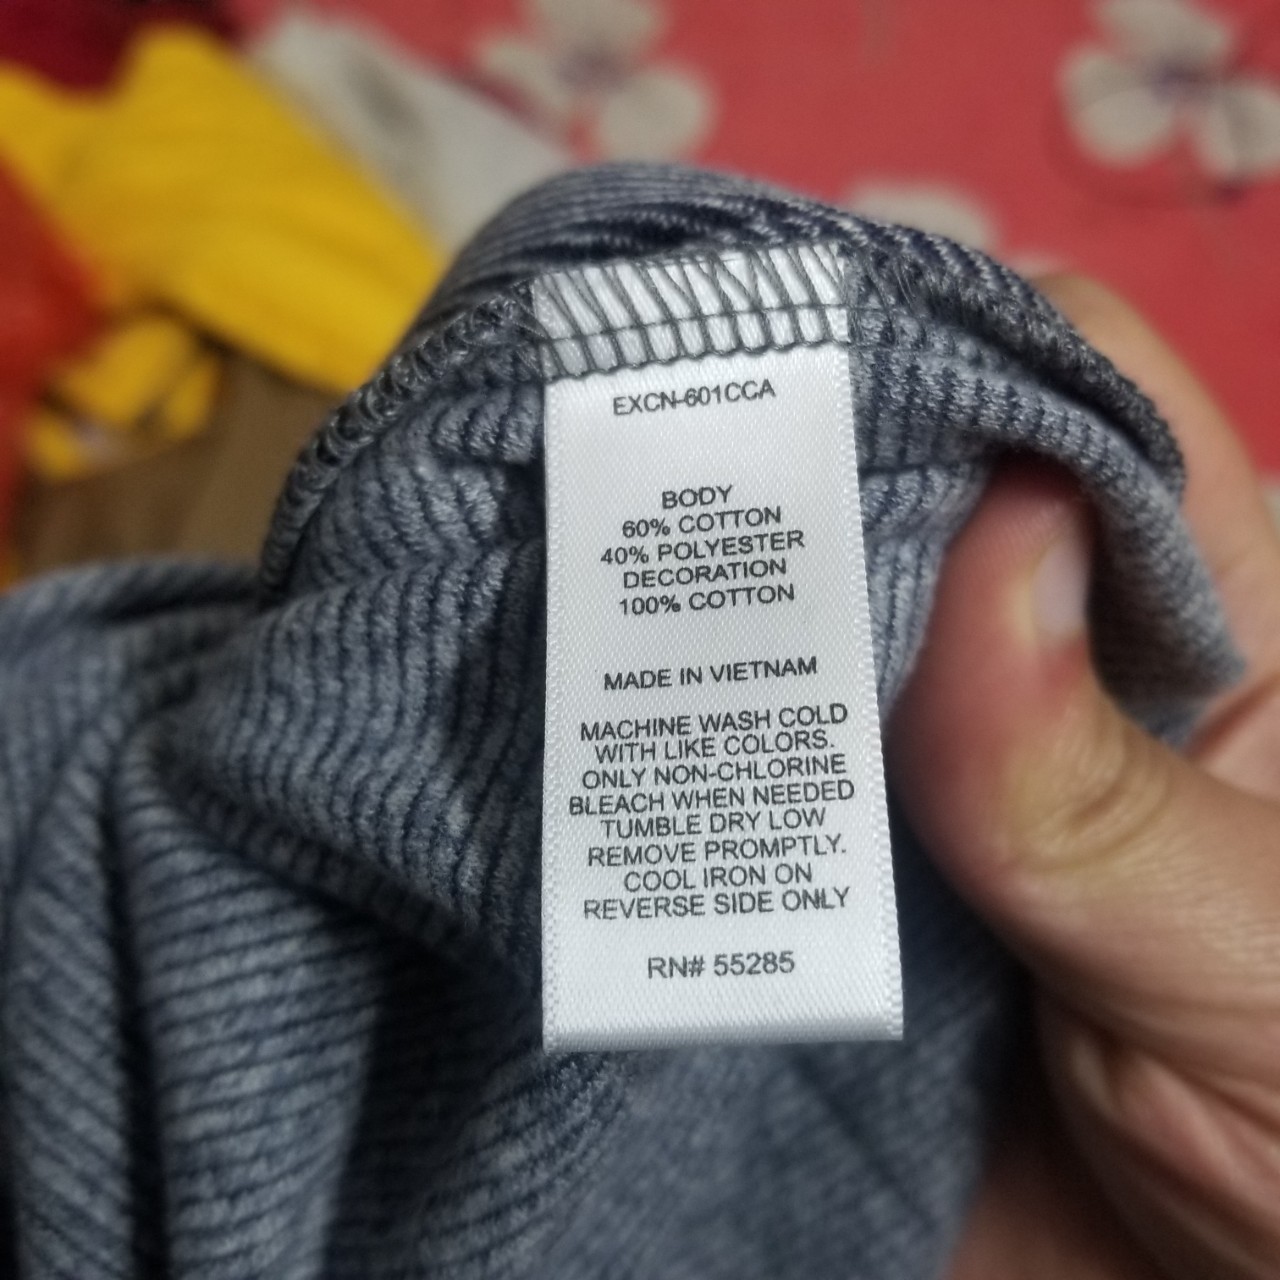 EXCN-601CCA
BODY
60% COTTON
40% POLYESTER
DECORATION
100% COTTON
MADE IN VIETNAM
MACHINE WASH COLD
WITH LIKE COLORS.
ONLY NON-CHLORINE
BLEACH WHEN NEEDED
TUMBLE DRY LOW
REMOVE PROMPTLY.
COOL IRON ON
REVERSE SIDE ONLY
RN# 55285